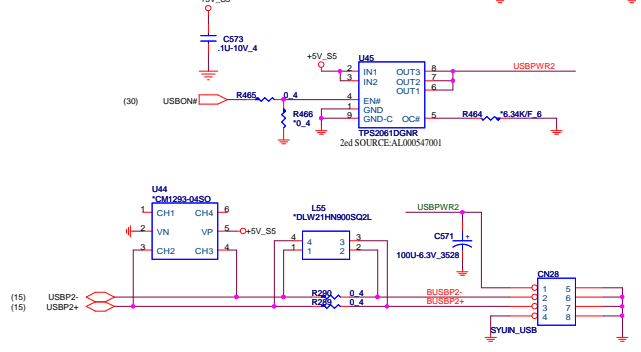 C573
.1U-10V_4
U45
+5V_S5
USBPWR2
2 IN1 OUT3 8
3 IN2 OUT2 7
OUT1 6
(30) USBON# R465 0_4 4 EN#
1 GND
9 GND-C OC# 5 R464 *6.34K/F_6
R466
*0_4
TPS2061DGNR
2ed SOURCE:AL000547001
U44
*CM1293-04SO
1 CH1 CH4 6
2 VN VP 5 +5V_S5
3 CH2 CH3 4
L55
*DLW21HN900SQ2L
4 4 3 3
1 1 2 2
USBPWR2
C571 +
100U-6.3V_3528
CN28
(15) USBP2- R290 0_4 BUSBP2-
(15) USBP2+ R289 0_4 BUSBP2+
1 5
2 6
3 7
4 8
SYUIN_USB